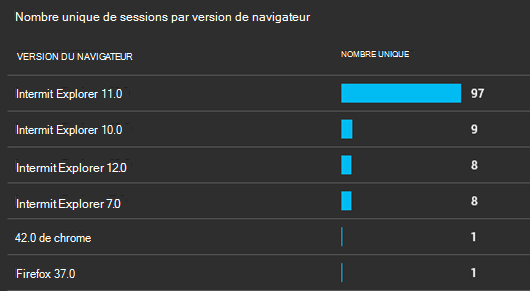 Nombre unique de sessions par version de navigateur
VERSION DU NAVIGATEUR NOMBRE UNIQUE
Intermit Explorer 11.0 97
Intermit Explorer 10.0 9
Intermit Explorer 12.0 8
Intermit Explorer 7.0 8
42.0 de chrome 1
Firefox 37.0 1